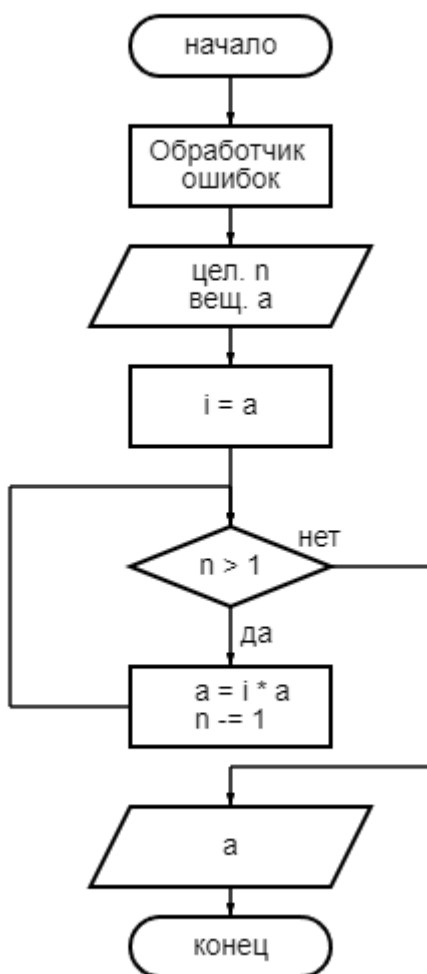 начало
Обработчик
ошибок
цел. n
вещ. a
i = a
n > 1
нет
да
a = i * a
n -= 1
a
конец